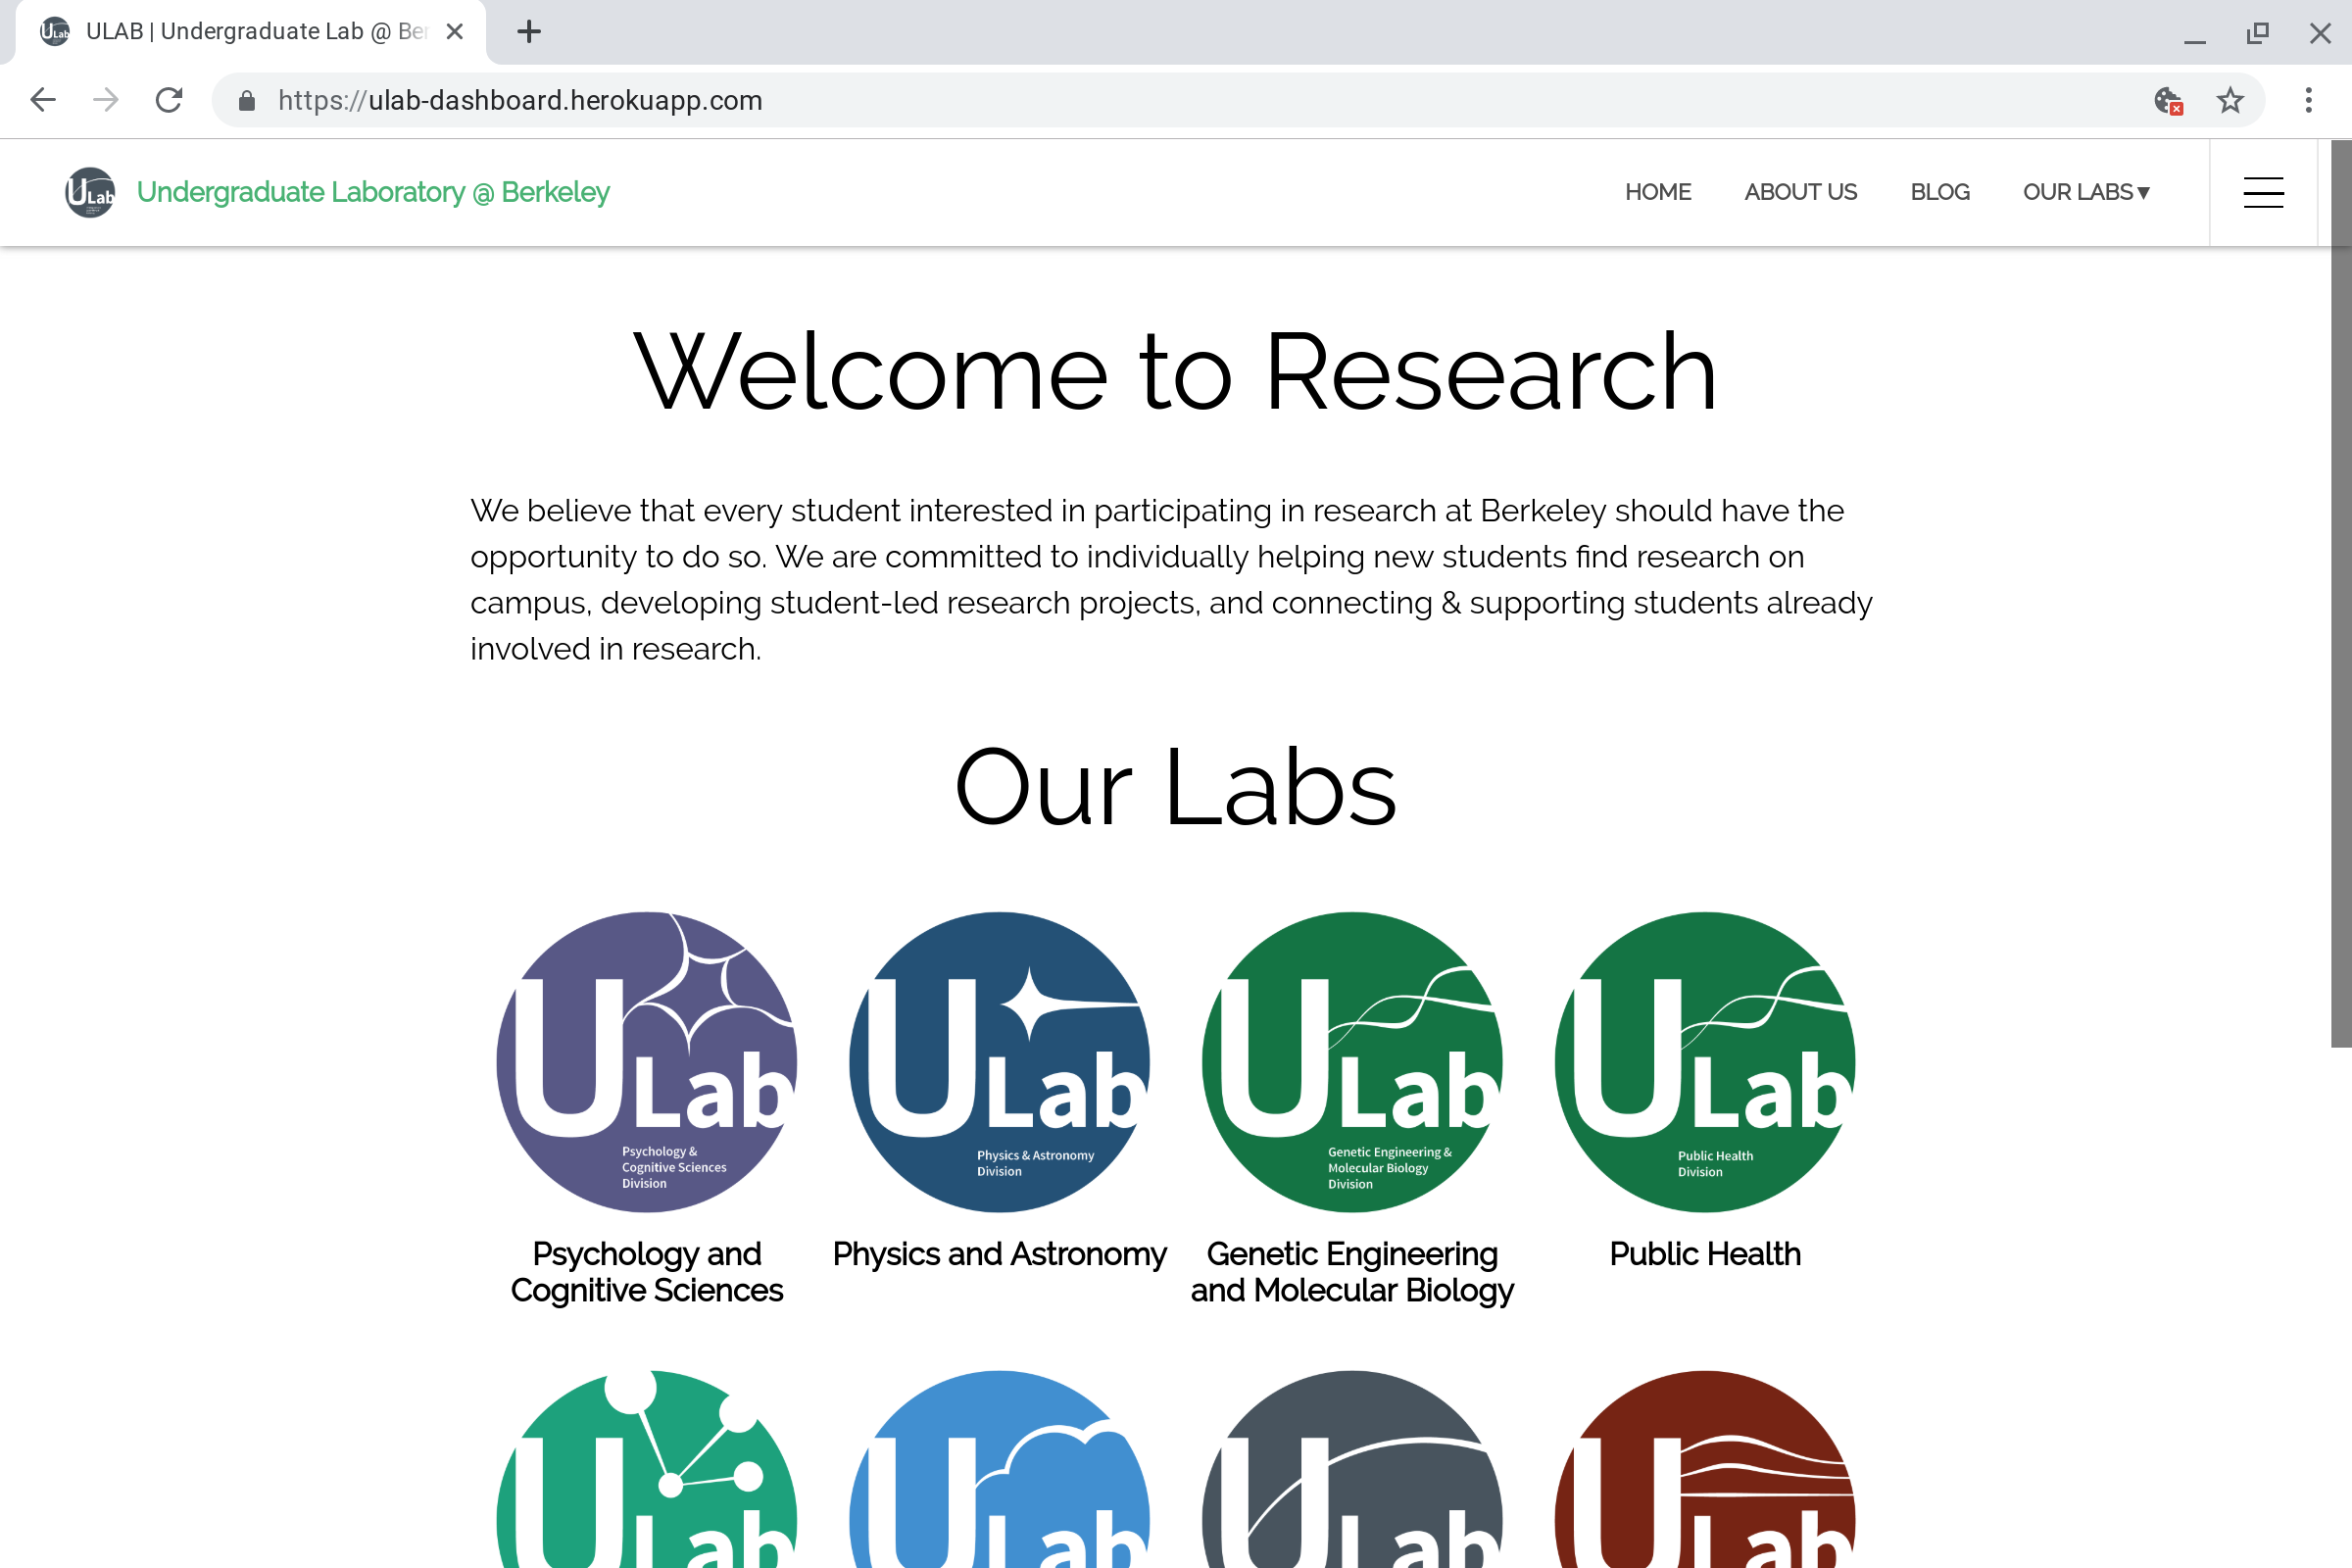 ULAB | Undergraduate Lab @ Ber
https://ulab-dashboard.herokuapp.com
ULab
Undergraduate Laboratory @ Berkeley
HOME
ABOUT US
BLOG
OUR LABS▼
Welcome to Research
We believe that every student interested in participating in research at Berkeley should have the
opportunity to do so. We are committed to individually helping new students find research on
campus, developing student-led research projects, and connecting & supporting students already
involved in research.
Our Labs
ULab
Psychology &
Cognitive Sciences
Division
ULab
Physics & Astronomy
Division
ULab
Genetic Engineering &
Molecular Biology
Division
ULab
Public Health
Division
Psychology and
Cognitive Sciences
Physics and Astronomy
Genetic Engineering
and Molecular Biology
Public Health
ULab
ULab
ULab
ULab